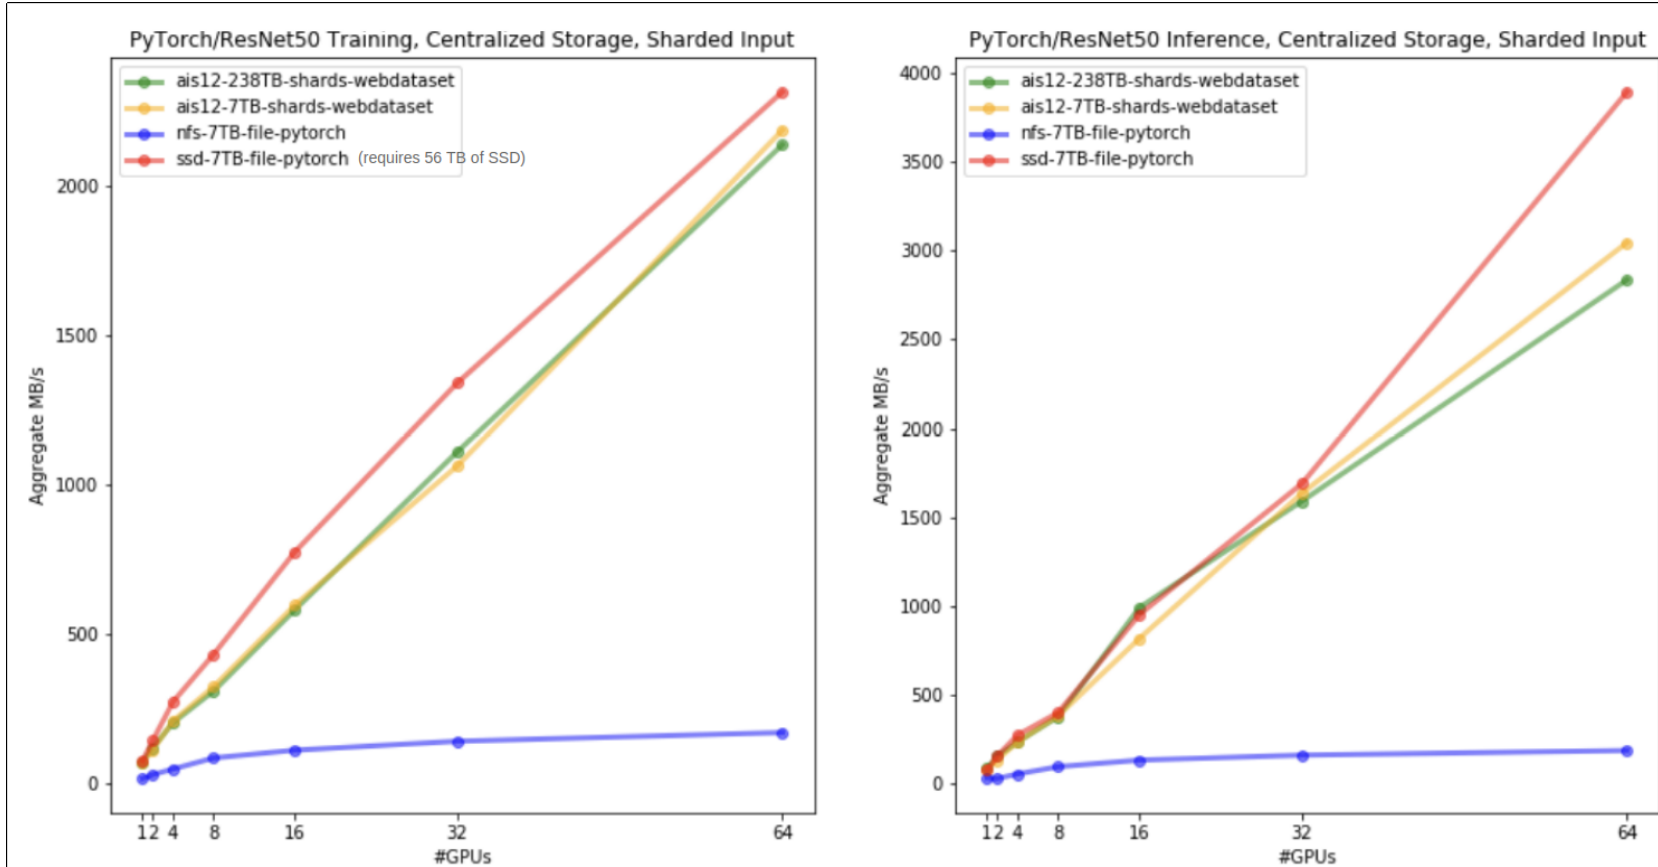 PyTorch/ResNet50 Training, Centralized Storage, Sharded Input
ais12-238TB-shards-webdataset
ais12-7TB-shards-webdataset
nfs-7TB-file-pytorch
ssd-7TB-file-pytorch (requires 56 TB of SSD)
2000
1500
1000
500
0
Aggregate MB/s
1 2 4 8 16 32 64
#GPUs
PyTorch/ResNet50 Inference, Centralized Storage, Sharded Input
ais12-238TB-shards-webdataset
ais12-7TB-shards-webdataset
nfs-7TB-file-pytorch
ssd-7TB-file-pytorch
4000
3500
3000
2500
2000
1500
1000
500
0
Aggregate MB/s
1 2 4 8 16 32 64
#GPUs